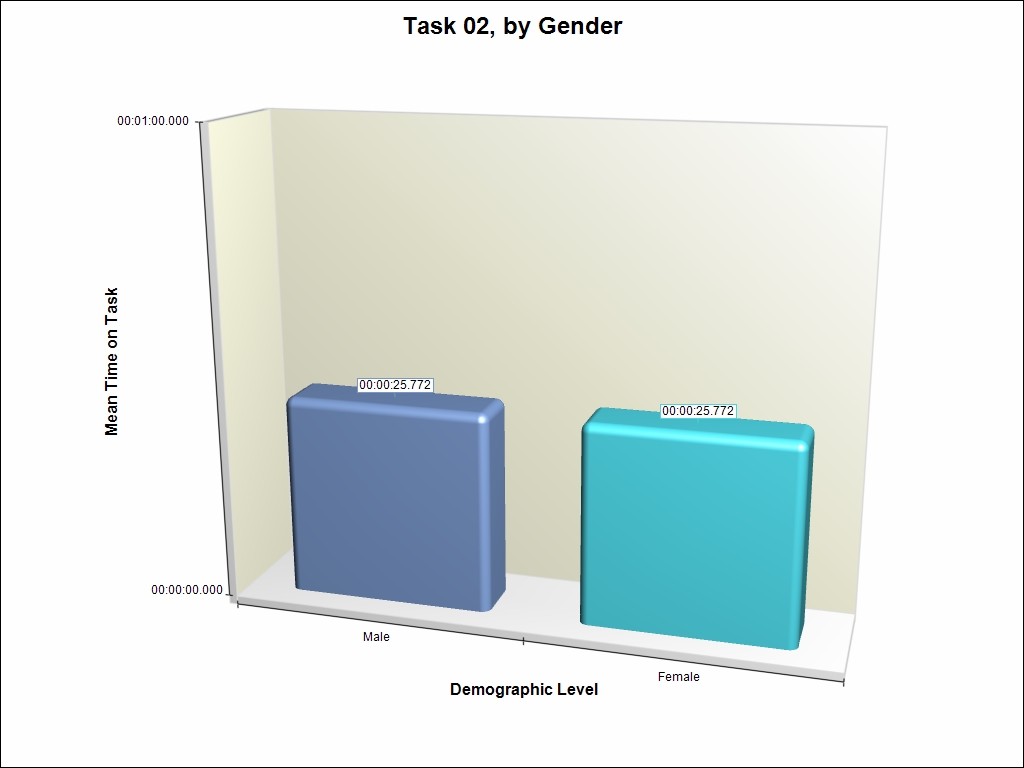 Task 02, by Gender
00:01:00.000
Mean Time on Task
00:00:25.772
00:00:25.772
00:00:00.000
Male
Female
Demographic Level